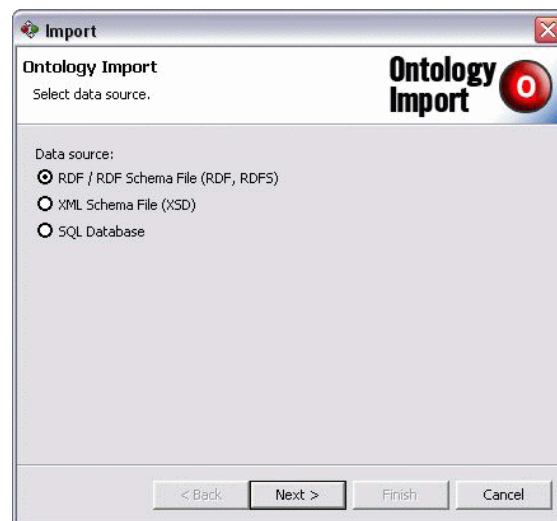 Import
Ontology Import
Select data source.
Ontology
Import
O
Data source:
RDF / RDF Schema File (RDF, RDFS)
XML Schema File (XSD)
SQL Database
< Back
Next >
Finish
Cancel